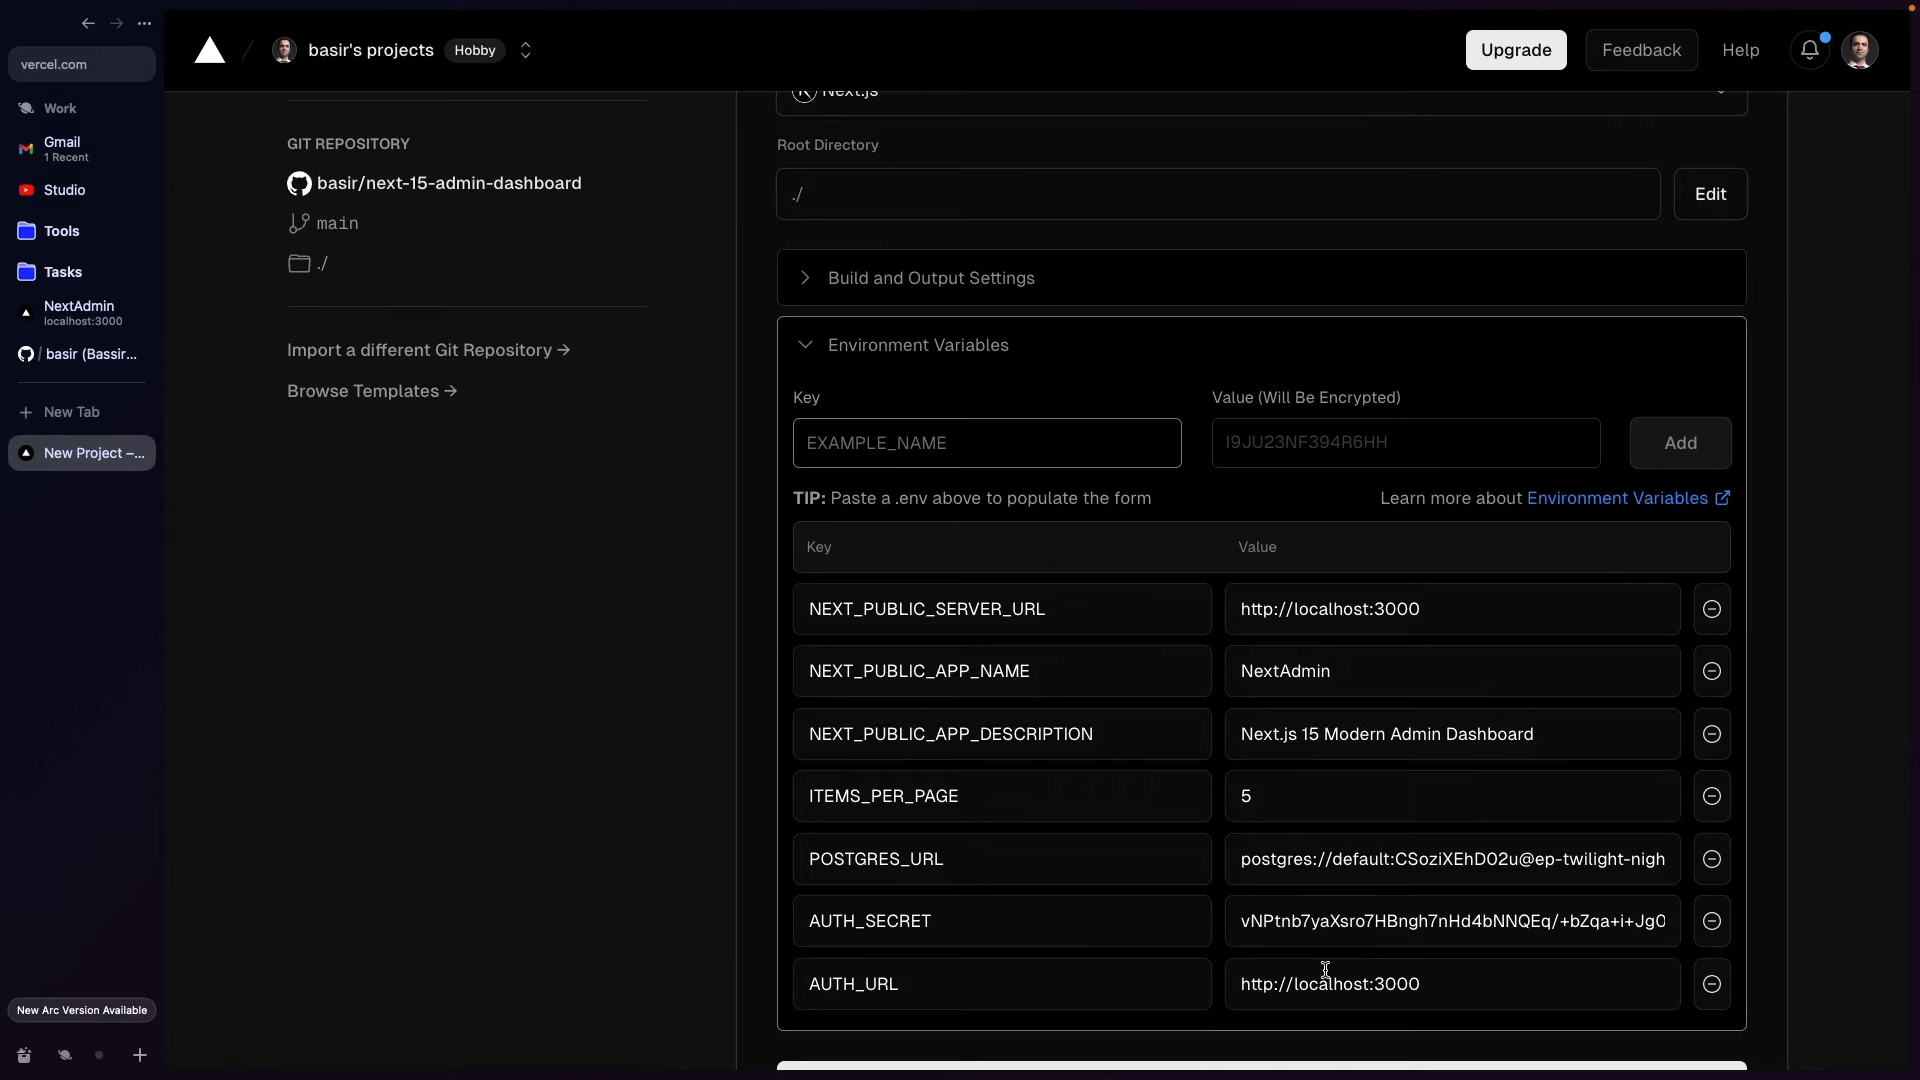 vercel.com
Work
Gmail
1 Recent
Studio
Tools
Tasks
NextAdmin
localhost:3000
/ basir (Bassir...
New Tab
New Project –...
New Arc Version Available
basir's projects Hobby
Upgrade
Feedback
Help
GIT REPOSITORY
basir/next-15-admin-dashboard
main
./
Import a different Git Repository →
Browse Templates →
Next.js
Root Directory
./
Edit
Build and Output Settings
Environment Variables
Key Value (Will Be Encrypted)
EXAMPLE_NAME I9JU23NF394R6HH Add
TIP: Paste a .env above to populate the form Learn more about Environment Variables
Key Value
NEXT_PUBLIC_SERVER_URL http://localhost:3000
NEXT_PUBLIC_APP_NAME NextAdmin
NEXT_PUBLIC_APP_DESCRIPTION Next.js 15 Modern Admin Dashboard
ITEMS_PER_PAGE 5
POSTGRES_URL postgres://default:CSoziXEhD02u@ep-twilight-nigh
AUTH_SECRET vNPtnb7yaXsro7HBngh7nHd4bNNQEq/+bZqa+i+Jg0
AUTH_URL http://localhost:3000